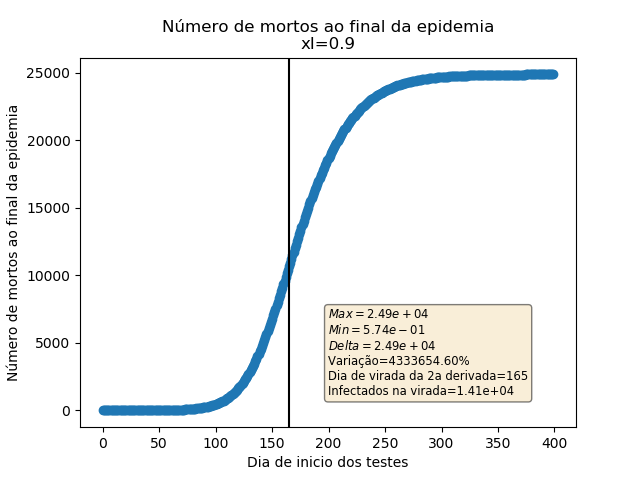 Número de mortos ao final da epidemia
xI=0.9
Número de mortos ao final da epidemia
25000
20000
15000
10000
5000
0
Max = 2.49e + 04
Min = 5.74e − 01
Delta = 2.49e + 04
Variação=4333654.60%
Dia de virada da 2a derivada=165
Infectados na virada=1.41e+04
0 50 100 150 200 250 300 350 400
Dia de inicio dos testes